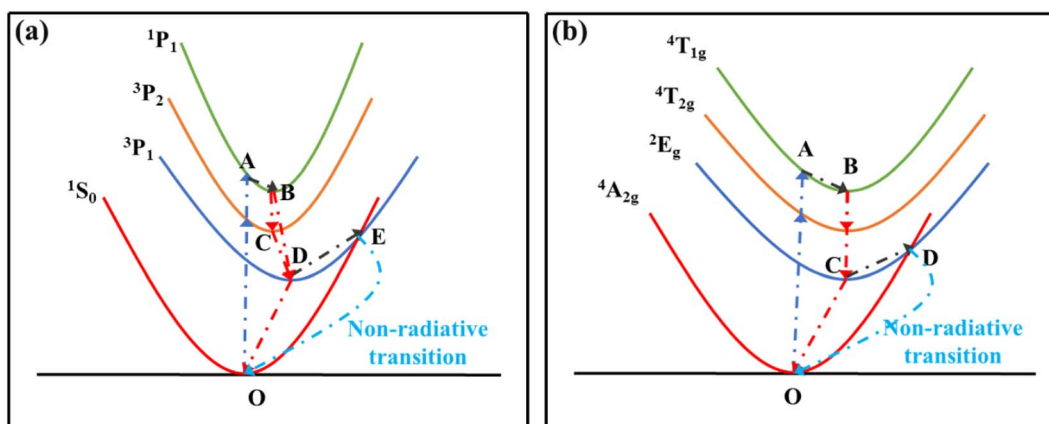 (a)
¹P₁
³P₂
³P₁
¹S₀
A
B
C
D
E
Non-radiative
transition
O
(b)
⁴T₁g
⁴T₂g
²Eg
⁴A₂g
A
B
C
D
Non-radiative
transition
O